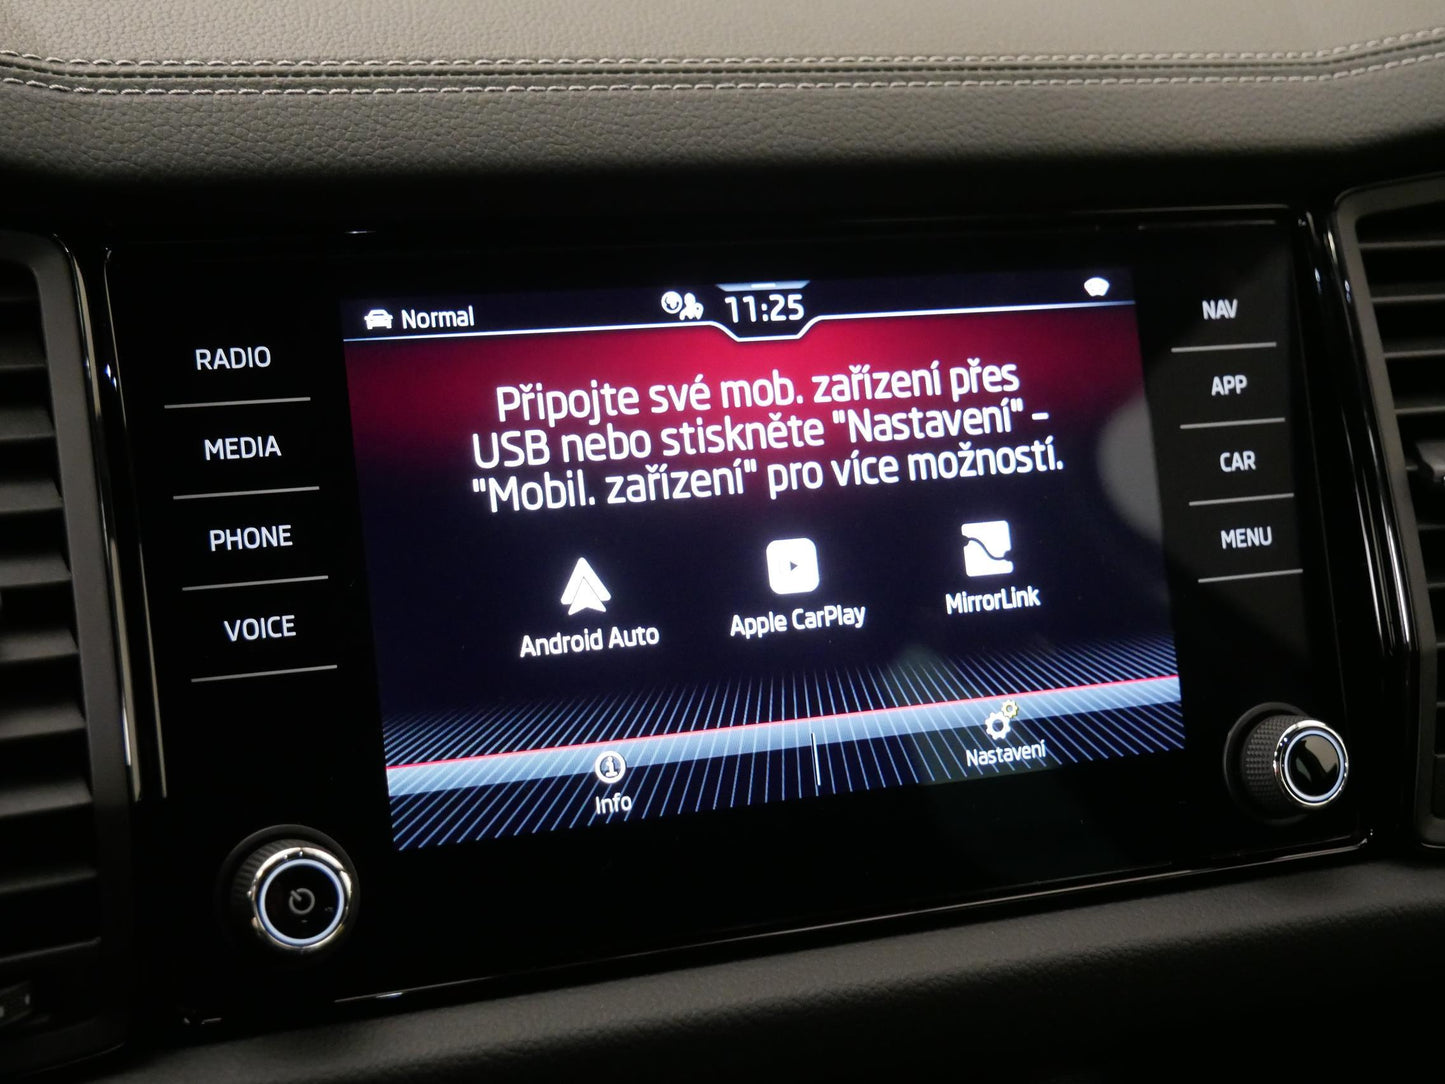 Normal
11:25
RADIO
MEDIA
PHONE
VOICE
NAV
APP
CAR
MENU
Připojte své mob. zařízení přes
USB nebo stiskněte "Nastavení" -
"Mobil. zařízení" pro více možností.
Android Auto
Apple CarPlay
MirrorLink
Info
Nastavení